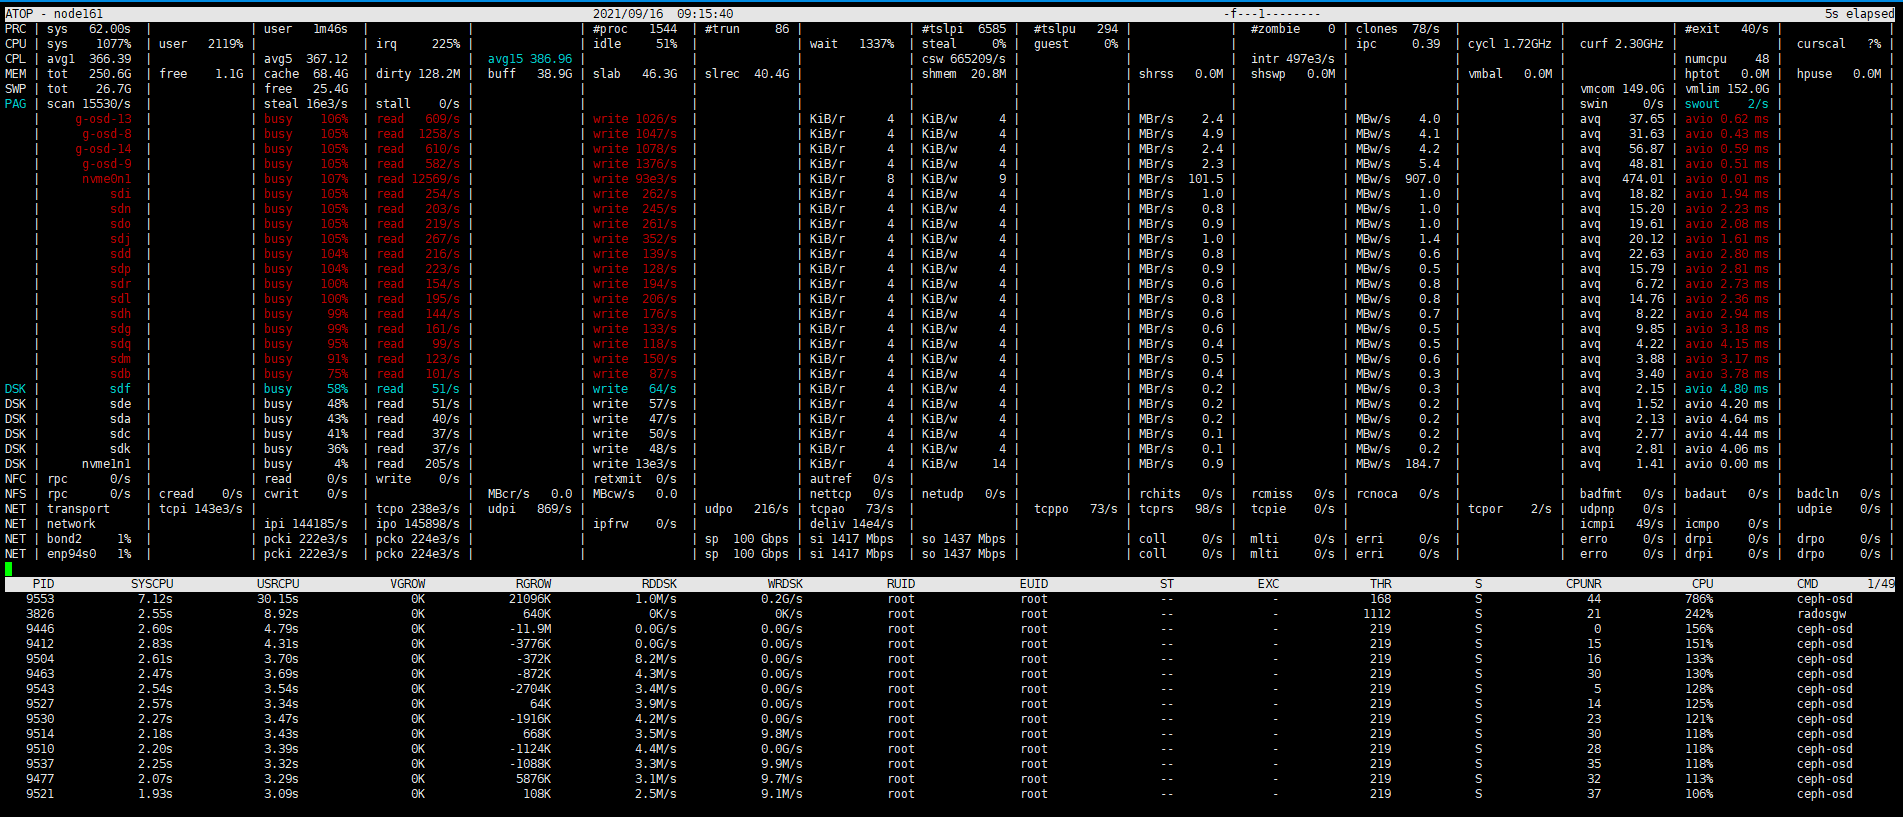 ATOP - node161 2021/09/16 09:15:40 -f---1-------- 5s elapsed
PRC | sys 62.00s | | user 1m46s | | | #proc 1544 | #trun 86 | | #tslpi 6585 | #tslpu 294 | | #zombie 0 | clones 78/s | | | #exit 40/s | |
CPU | sys 1077% | user 2119% | | irq 225% | | idle 51% | | wait 1337% | steal 0% | guest 0% | | | ipc 0.39 | cycl 1.72GHz | curf 2.30GHz | | curscal ?% |
CPL | avg1 366.39 | | avg5 367.12 | | avg15 386.96 | | | | csw 665209/s | | | intr 497e3/s | | | | numcpu 48 | |
MEM | tot 250.6G | free 1.1G | cache 68.4G | dirty 128.2M | buff 38.9G | slab 46.3G | slrec 40.4G | | shmem 20.8M | | shrss 0.0M | shswp 0.0M | | vmbal 0.0M | | hptot 0.0M | hpuse 0.0M |
SWP | tot 26.7G | | free 25.4G | | | | | | | | | | | | vmcom 149.0G | vmlim 152.0G | |
PAG | scan 15530/s | | steal 16e3/s | stall 0/s | | | | | | | | | | | swin 0/s | swout 2/s | |
| g-osd-13 | | busy 106% | read 609/s | | write 1026/s | | KiB/r 4 | KiB/w 4 | | MBr/s 2.4 | | MBw/s 4.0 | | avq 37.65 | avio 0.62 ms | |
| g-osd-8 | | busy 105% | read 1258/s | | write 1047/s | | KiB/r 4 | KiB/w 4 | | MBr/s 4.9 | | MBw/s 4.1 | | avq 31.63 | avio 0.43 ms | |
| g-osd-14 | | busy 105% | read 610/s | | write 1078/s | | KiB/r 4 | KiB/w 4 | | MBr/s 2.4 | | MBw/s 4.2 | | avq 56.87 | avio 0.59 ms | |
| g-osd-9 | | busy 105% | read 582/s | | write 1376/s | | KiB/r 4 | KiB/w 4 | | MBr/s 2.3 | | MBw/s 5.4 | | avq 48.81 | avio 0.51 ms | |
| nvme0n1 | | busy 107% | read 12569/s | | write 93e3/s | | KiB/r 8 | KiB/w 9 | | MBr/s 101.5 | | MBw/s 907.0 | | avq 474.01 | avio 0.01 ms | |
| sdi | | busy 105% | read 254/s | | write 262/s | | KiB/r 4 | KiB/w 4 | | MBr/s 1.0 | | MBw/s 1.0 | | avq 18.82 | avio 1.94 ms | |
| sdn | | busy 105% | read 203/s | | write 245/s | | KiB/r 4 | KiB/w 4 | | MBr/s 0.8 | | MBw/s 1.0 | | avq 15.20 | avio 2.23 ms | |
| sdo | | busy 105% | read 219/s | | write 261/s | | KiB/r 4 | KiB/w 4 | | MBr/s 0.9 | | MBw/s 1.0 | | avq 19.61 | avio 2.08 ms | |
| sdj | | busy 105% | read 267/s | | write 352/s | | KiB/r 4 | KiB/w 4 | | MBr/s 1.0 | | MBw/s 1.4 | | avq 20.12 | avio 1.61 ms | |
| sdd | | busy 104% | read 216/s | | write 139/s | | KiB/r 4 | KiB/w 4 | | MBr/s 0.8 | | MBw/s 0.6 | | avq 22.63 | avio 2.80 ms | |
| sdp | | busy 104% | read 223/s | | write 128/s | | KiB/r 4 | KiB/w 4 | | MBr/s 0.9 | | MBw/s 0.5 | | avq 15.79 | avio 2.81 ms | |
| sdr | | busy 100% | read 154/s | | write 194/s | | KiB/r 4 | KiB/w 4 | | MBr/s 0.6 | | MBw/s 0.8 | | avq 6.72 | avio 2.73 ms | |
| sdl | | busy 100% | read 195/s | | write 206/s | | KiB/r 4 | KiB/w 4 | | MBr/s 0.8 | | MBw/s 0.8 | | avq 14.76 | avio 2.36 ms | |
| sdh | | busy 99% | read 144/s | | write 176/s | | KiB/r 4 | KiB/w 4 | | MBr/s 0.6 | | MBw/s 0.7 | | avq 8.22 | avio 2.94 ms | |
| sdg | | busy 99% | read 161/s | | write 133/s | | KiB/r 4 | KiB/w 4 | | MBr/s 0.6 | | MBw/s 0.5 | | avq 9.85 | avio 3.18 ms | |
| sdq | | busy 95% | read 99/s | | write 118/s | | KiB/r 4 | KiB/w 4 | | MBr/s 0.4 | | MBw/s 0.5 | | avq 4.22 | avio 4.15 ms | |
| sdm | | busy 91% | read 123/s | | write 150/s | | KiB/r 4 | KiB/w 4 | | MBr/s 0.5 | | MBw/s 0.6 | | avq 3.88 | avio 3.17 ms | |
| sdb | | busy 75% | read 101/s | | write 87/s | | KiB/r 4 | KiB/w 4 | | MBr/s 0.4 | | MBw/s 0.3 | | avq 3.40 | avio 3.78 ms | |
DSK | sdf | | busy 58% | read 51/s | | write 64/s | | KiB/r 4 | KiB/w 4 | | MBr/s 0.2 | | MBw/s 0.3 | | avq 2.15 | avio 4.80 ms | |
DSK | sde | | busy 48% | read 51/s | | write 57/s | | KiB/r 4 | KiB/w 4 | | MBr/s 0.2 | | MBw/s 0.2 | | avq 1.52 | avio 4.20 ms | |
DSK | sda | | busy 43% | read 40/s | | write 47/s | | KiB/r 4 | KiB/w 4 | | MBr/s 0.2 | | MBw/s 0.2 | | avq 2.13 | avio 4.64 ms | |
DSK | sdc | | busy 41% | read 37/s | | write 50/s | | KiB/r 4 | KiB/w 4 | | MBr/s 0.1 | | MBw/s 0.2 | | avq 2.77 | avio 4.44 ms | |
DSK | sdk | | busy 36% | read 37/s | | write 48/s | | KiB/r 4 | KiB/w 4 | | MBr/s 0.1 | | MBw/s 0.2 | | avq 2.81 | avio 4.06 ms | |
DSK | nvme1n1 | | busy 4% | read 205/s | | write 13e3/s | | KiB/r 4 | KiB/w 14 | | MBr/s 0.9 | | MBw/s 184.7 | | avq 1.41 | avio 0.00 ms | |
NFC | rpc 0/s | | read 0/s | write 0/s | | retxmit 0/s | | autref 0/s | | | | | | | | | |
NFS | rpc 0/s | cread 0/s | cwrit 0/s | | MBcr/s 0.0 | MBcw/s 0.0 | | nettcp 0/s | netudp 0/s | | rchits 0/s | rcmiss 0/s | rcnoca 0/s | | badfmt 0/s | badaut 0/s | badcln 0/s |
NET | transport | tcpi 143e3/s | | tcpo 238e3/s | udpi 869/s | | udpo 216/s | tcpao 73/s | | tcppo 73/s | tcprs 98/s | tcpie 0/s | | tcpor 2/s | udpnp 0/s | | udpie 0/s |
NET | network | | ipi 144185/s | ipo 145898/s | | ipfrw 0/s | | deliv 14e4/s | | | | | | | icmpi 49/s | icmpo 0/s | |
NET | bond2 1% | | pcki 222e3/s | pcko 224e3/s | | | sp 100 Gbps | si 1417 Mbps | so 1437 Mbps | | coll 0/s | mlti 0/s | erri 0/s | | erro 0/s | drpi 0/s | drpo 0/s |
NET | enp94s0 1% | | pcki 222e3/s | pcko 224e3/s | | | sp 100 Gbps | si 1417 Mbps | so 1437 Mbps | | coll 0/s | mlti 0/s | erri 0/s | | erro 0/s | drpi 0/s | drpo 0/s |
PID SYSCPU USRCPU VGROW RGROW RDDSK WRDSK RUID EUID ST EXC THR S CPUNR CPU CMD 1/49
9553 7.12s 30.15s 0K 21096K 1.0M/s 0.2G/s root root -- - 168 S 44 786% ceph-osd
3826 2.55s 8.92s 0K 640K 0K/s 0K/s root root -- - 1112 S 21 242% radosgw
9446 2.60s 4.79s 0K -11.9M 0.0G/s 0.0G/s root root -- - 219 S 0 156% ceph-osd
9412 2.83s 4.31s 0K -3776K 0.0G/s 0.0G/s root root -- - 219 S 15 151% ceph-osd
9504 2.61s 3.70s 0K -372K 8.2M/s 0.0G/s root root -- - 219 S 16 133% ceph-osd
9463 2.47s 3.69s 0K -872K 4.3M/s 0.0G/s root root -- - 219 S 30 130% ceph-osd
9543 2.54s 3.54s 0K -2704K 3.4M/s 0.0G/s root root -- - 219 S 5 128% ceph-osd
9527 2.57s 3.34s 0K 64K 3.9M/s 0.0G/s root root -- - 219 S 14 125% ceph-osd
9530 2.27s 3.47s 0K -1916K 4.2M/s 0.0G/s root root -- - 219 S 23 121% ceph-osd
9514 2.18s 3.43s 0K 668K 3.5M/s 9.8M/s root root -- - 219 S 30 118% ceph-osd
9510 2.20s 3.39s 0K -1124K 4.4M/s 0.0G/s root root -- - 219 S 28 118% ceph-osd
9537 2.25s 3.32s 0K -1088K 3.3M/s 9.9M/s root root -- - 219 S 35 118% ceph-osd
9477 2.07s 3.29s 0K 5876K 3.1M/s 9.7M/s root root -- - 219 S 32 113% ceph-osd
9521 1.93s 3.09s 0K 108K 2.5M/s 9.1M/s root root -- - 219 S 37 106% ceph-osd